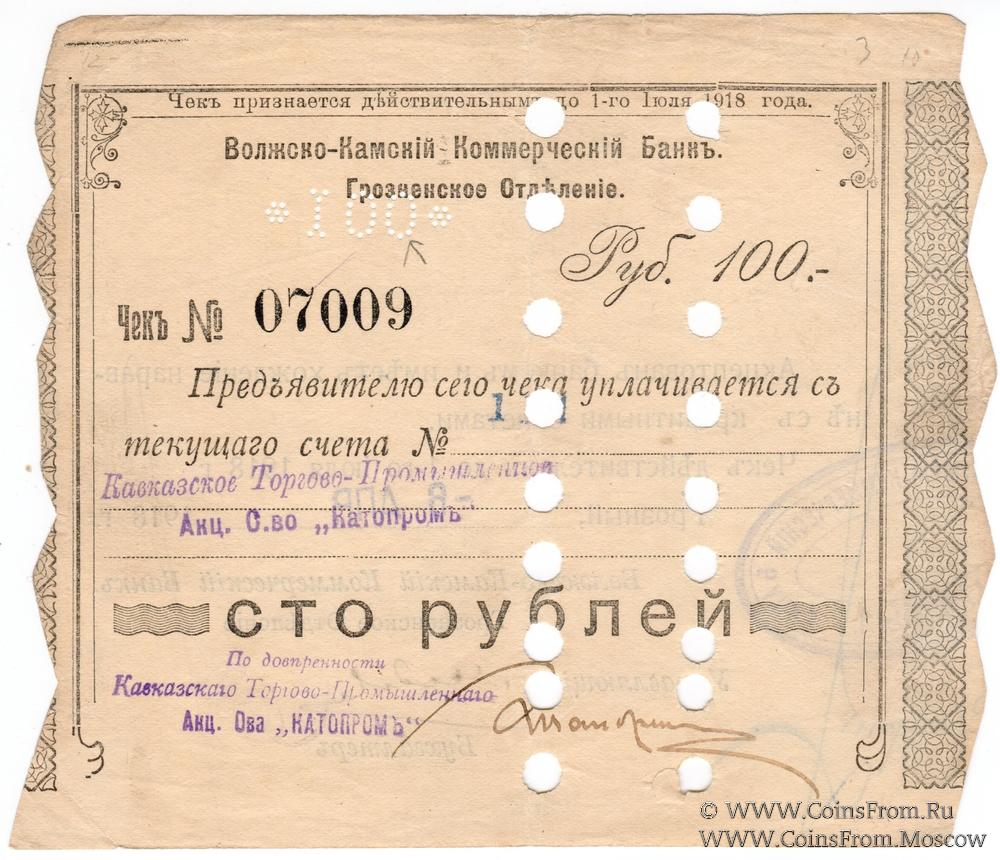 Чекъ признается дѣйствительнымъ до 1-го Іюля 1918 года.
Волжско-Камскій Коммерческій Банкъ.
Грозненское Отдѣленіе.
*100*
Руб. 100.-
Чекъ № 07009
Предъявителю сего чека уплачивается съ
текущаго счета №
Кавказское Торгово-Промышленное
Акц. О.во „Катопромъ"
сто рублей
По довѣренности
Кавказскаго Торгово-Промышленнаго
Акц. Ова „КАТОПРОМЪ"
© WWW.CoinsFrom.Ru
WWW.CoinsFrom.Moscow